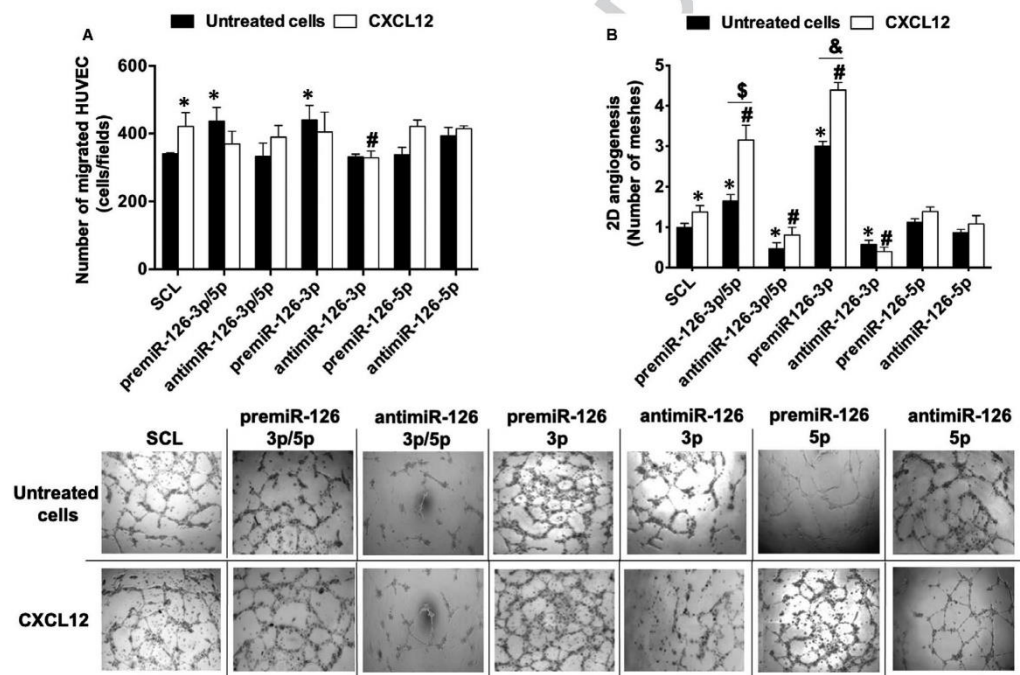 Untreated cells CXCL12
A
Number of migrated HUVEC
(cells/fields)
600
400
200
0
* * * #
SCL
premiR-126-3p/5p
antimiR-126-3p/5p
premiR-126-3p
antimiR-126-3p
premiR-126-5p
antimiR-126-5p
Untreated cells CXCL12
B
2D angiogenesis
(Number of meshes)
5
4
3
2
1
0
$ &
* * # * # * # * #
SCL
premiR-126-3p/5p
antimiR-126-3p/5p
premiR126-3p
antimiR-126-3p
premiR-126-5p
antimiR-126-5p
SCL
premiR-126
3p/5p
antimiR-126
3p/5p
premiR-126
3p
antimiR-126
3p
premiR-126
5p
antimiR-126
5p
Untreated
cells
CXCL12